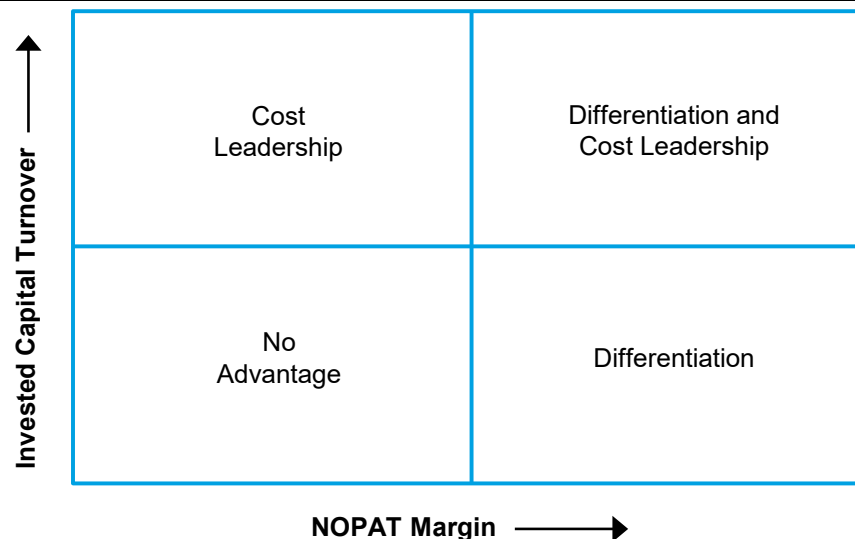 Invested Capital Turnover
Cost
Leadership
Differentiation and
Cost Leadership
No
Advantage
Differentiation
NOPAT Margin